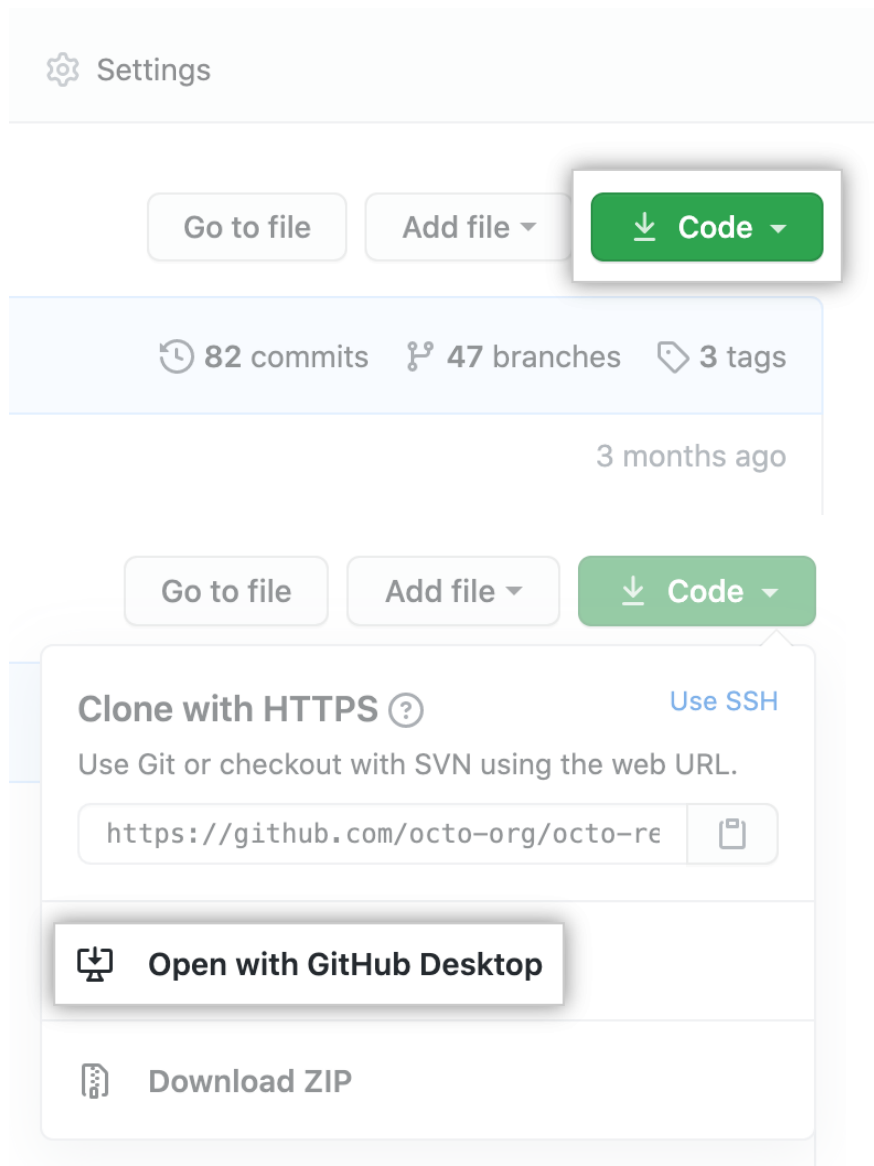 Settings
Go to file Add file Code
82 commits 47 branches 3 tags
3 months ago
Go to file Add file Code
Clone with HTTPS ? Use SSH
Use Git or checkout with SVN using the web URL.
https://github.com/octo-org/octo-re
Open with GitHub Desktop
Download ZIP